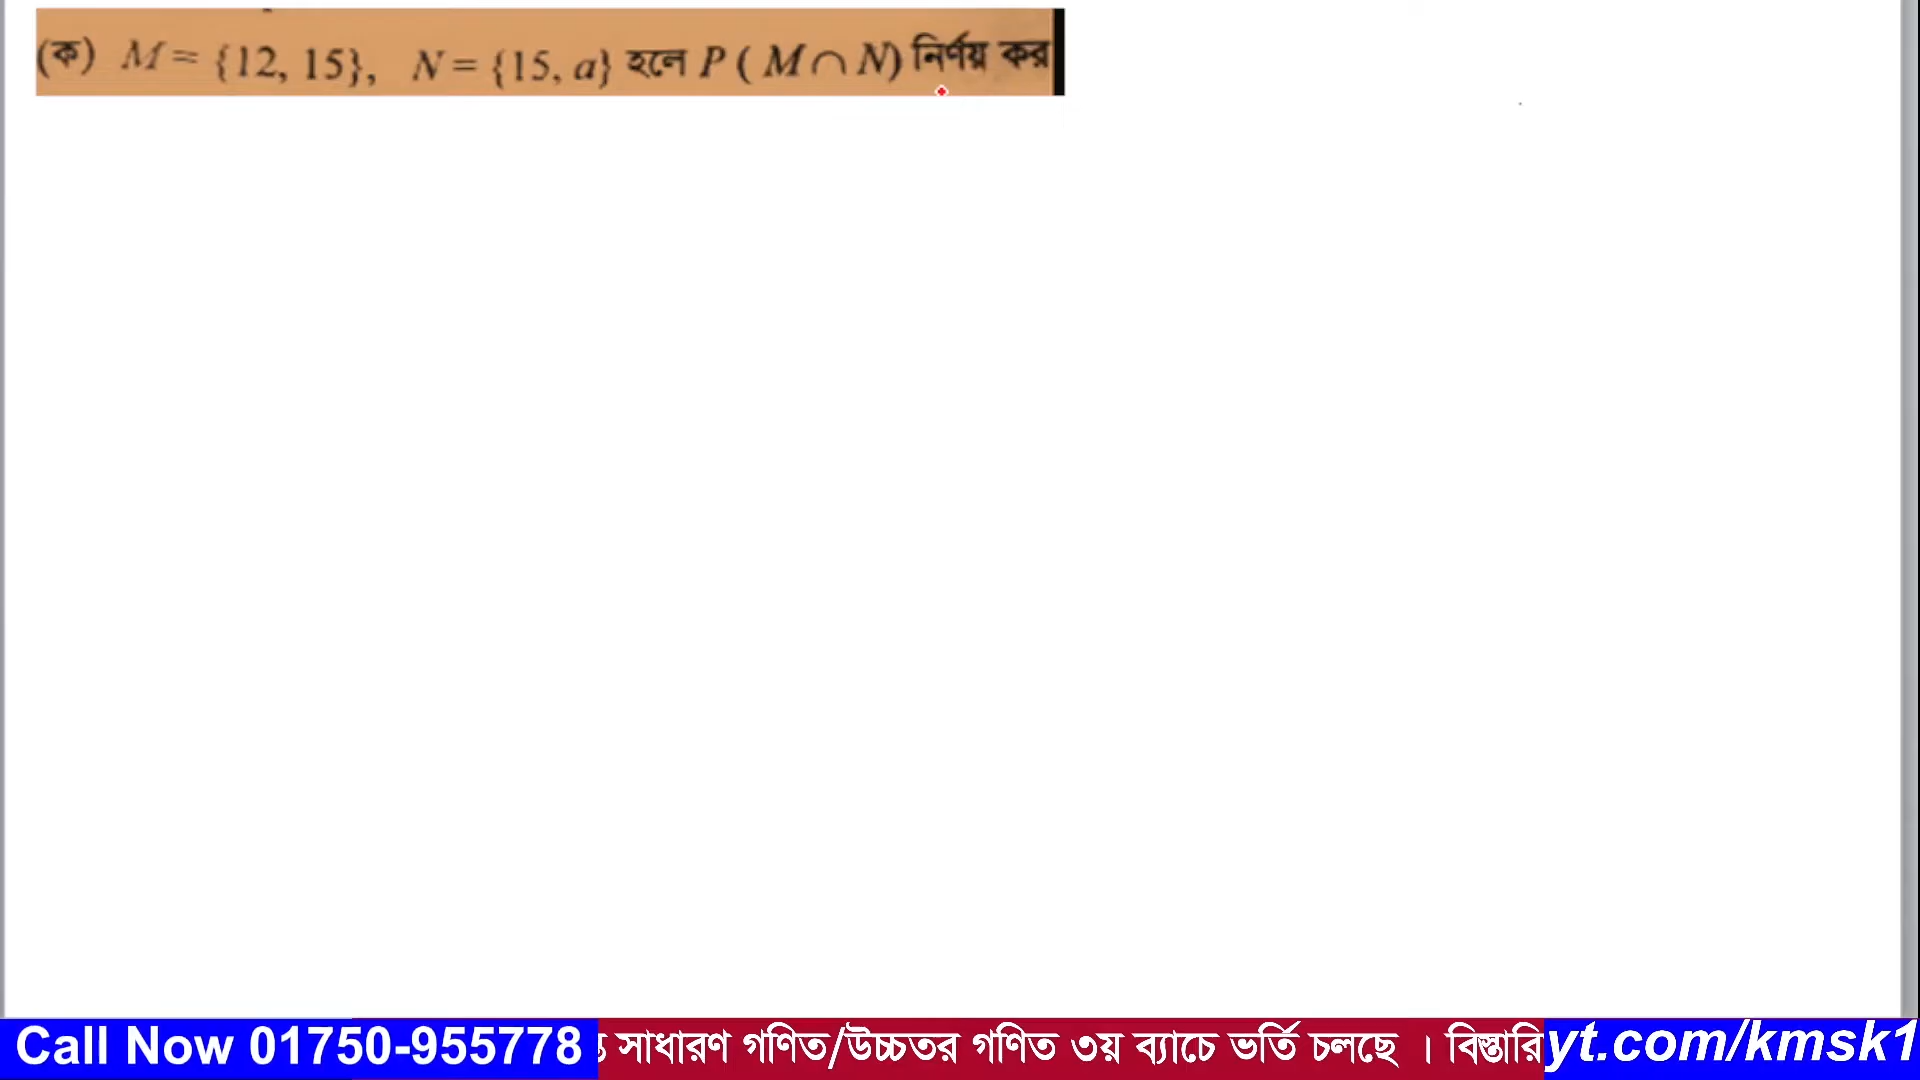 (ক) M = {12, 15}, N = {15, a} হলে P ( M ∩ N) নির্ণয় কর
Call Now 01750-955778 সাধারণ গণিত/উচ্চতর গণিত ৩য় ব্যাচে ভর্তি চলছে । বিস্তারি yt.com/kmsk1